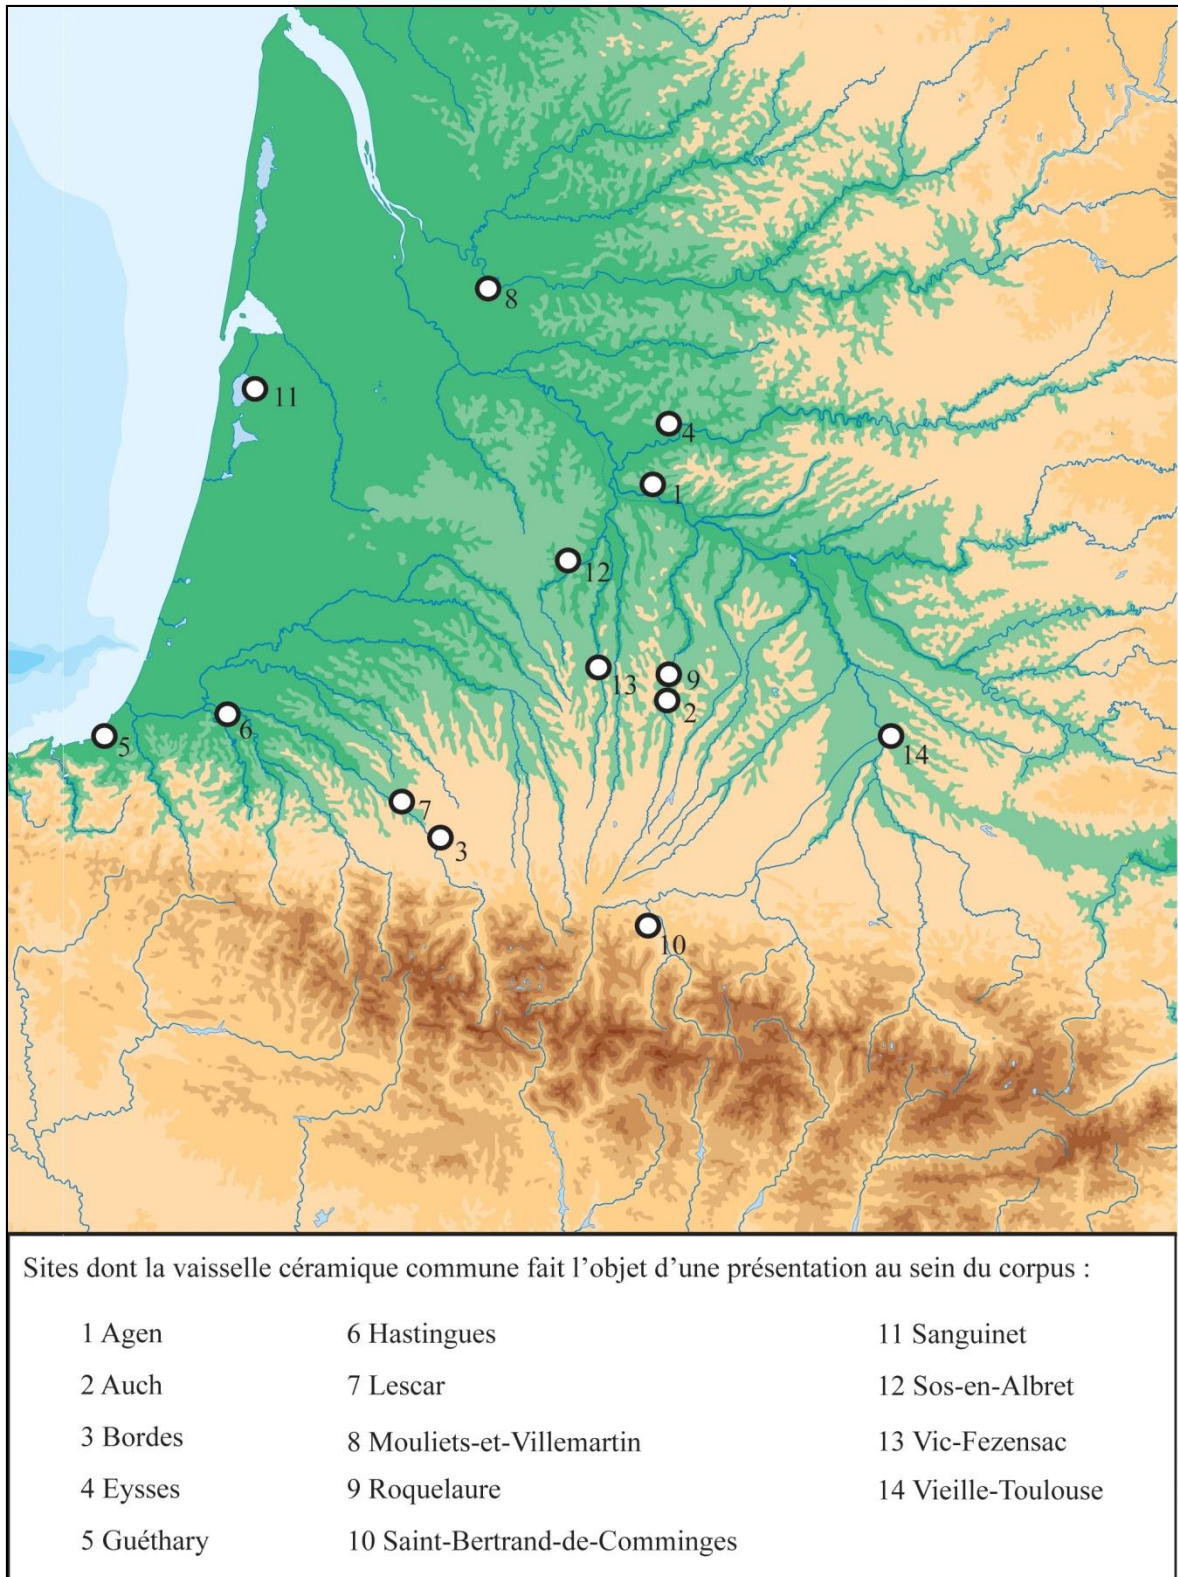 8
11
4
1
12
13
9
2
6
5
14
7
3
10
Sites dont la vaisselle céramique commune fait l’objet d’une présentation au sein du corpus :
1 Agen
2 Auch
3 Bordes
4 Eysses
5 Guéthary
6 Hastingues
7 Lescar
8 Mouliets-et-Villemartin
9 Roquelaure
10 Saint-Bertrand-de-Comminges
11 Sanguinet
12 Sos-en-Albret
13 Vic-Fezensac
14 Vieille-Toulouse